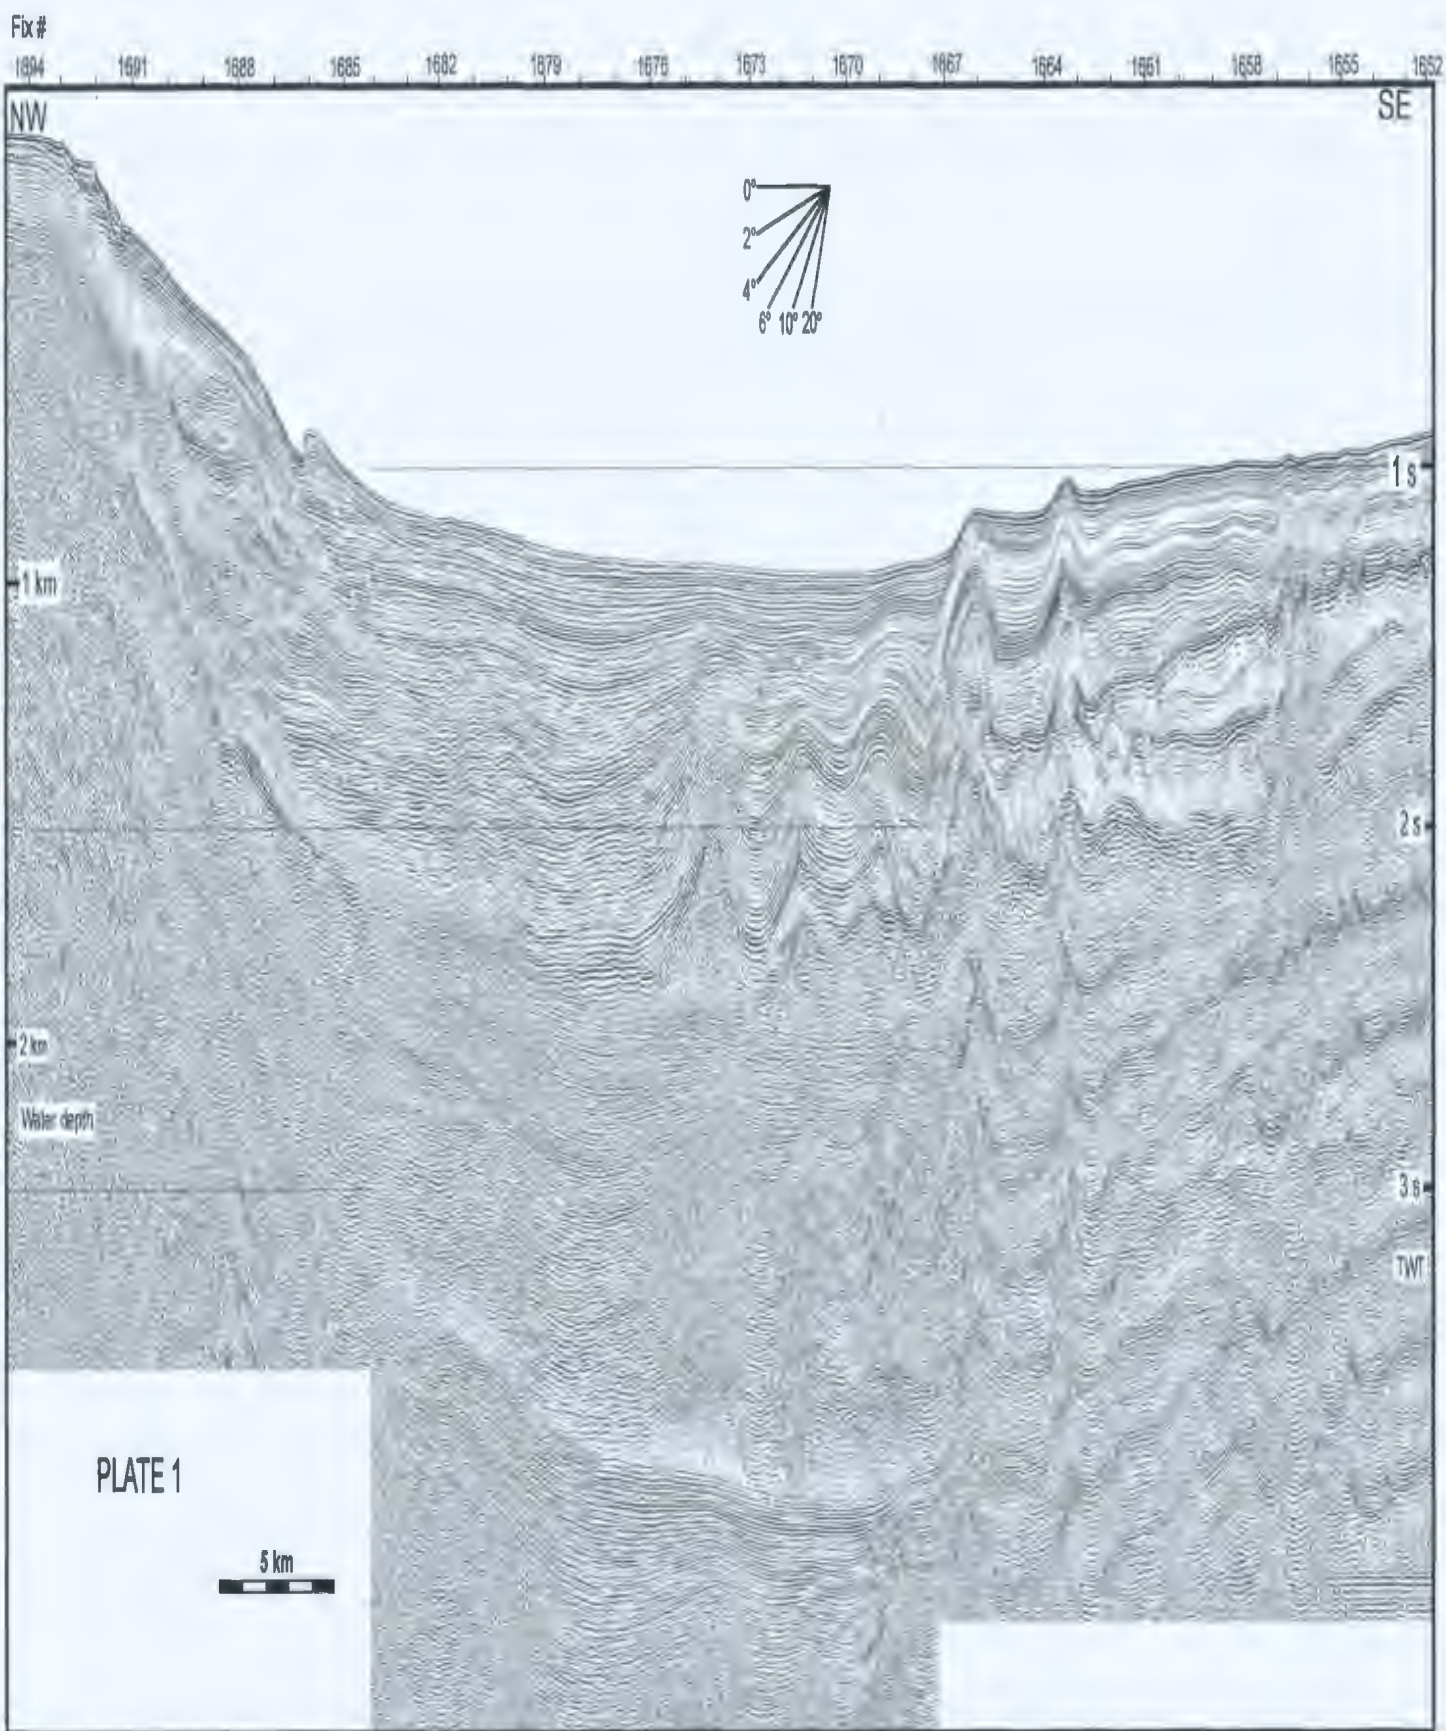 Fix #
1894 1691 1688 1685 1682 1679 1676 1673 1670 1667 1664 1661 1658 1655 1652
NW SE
0°
2°
4°
6° 10° 20°
1 s
1 km
2 s
2 km
Water depth
3 s
TWT
PLATE 1
5 km